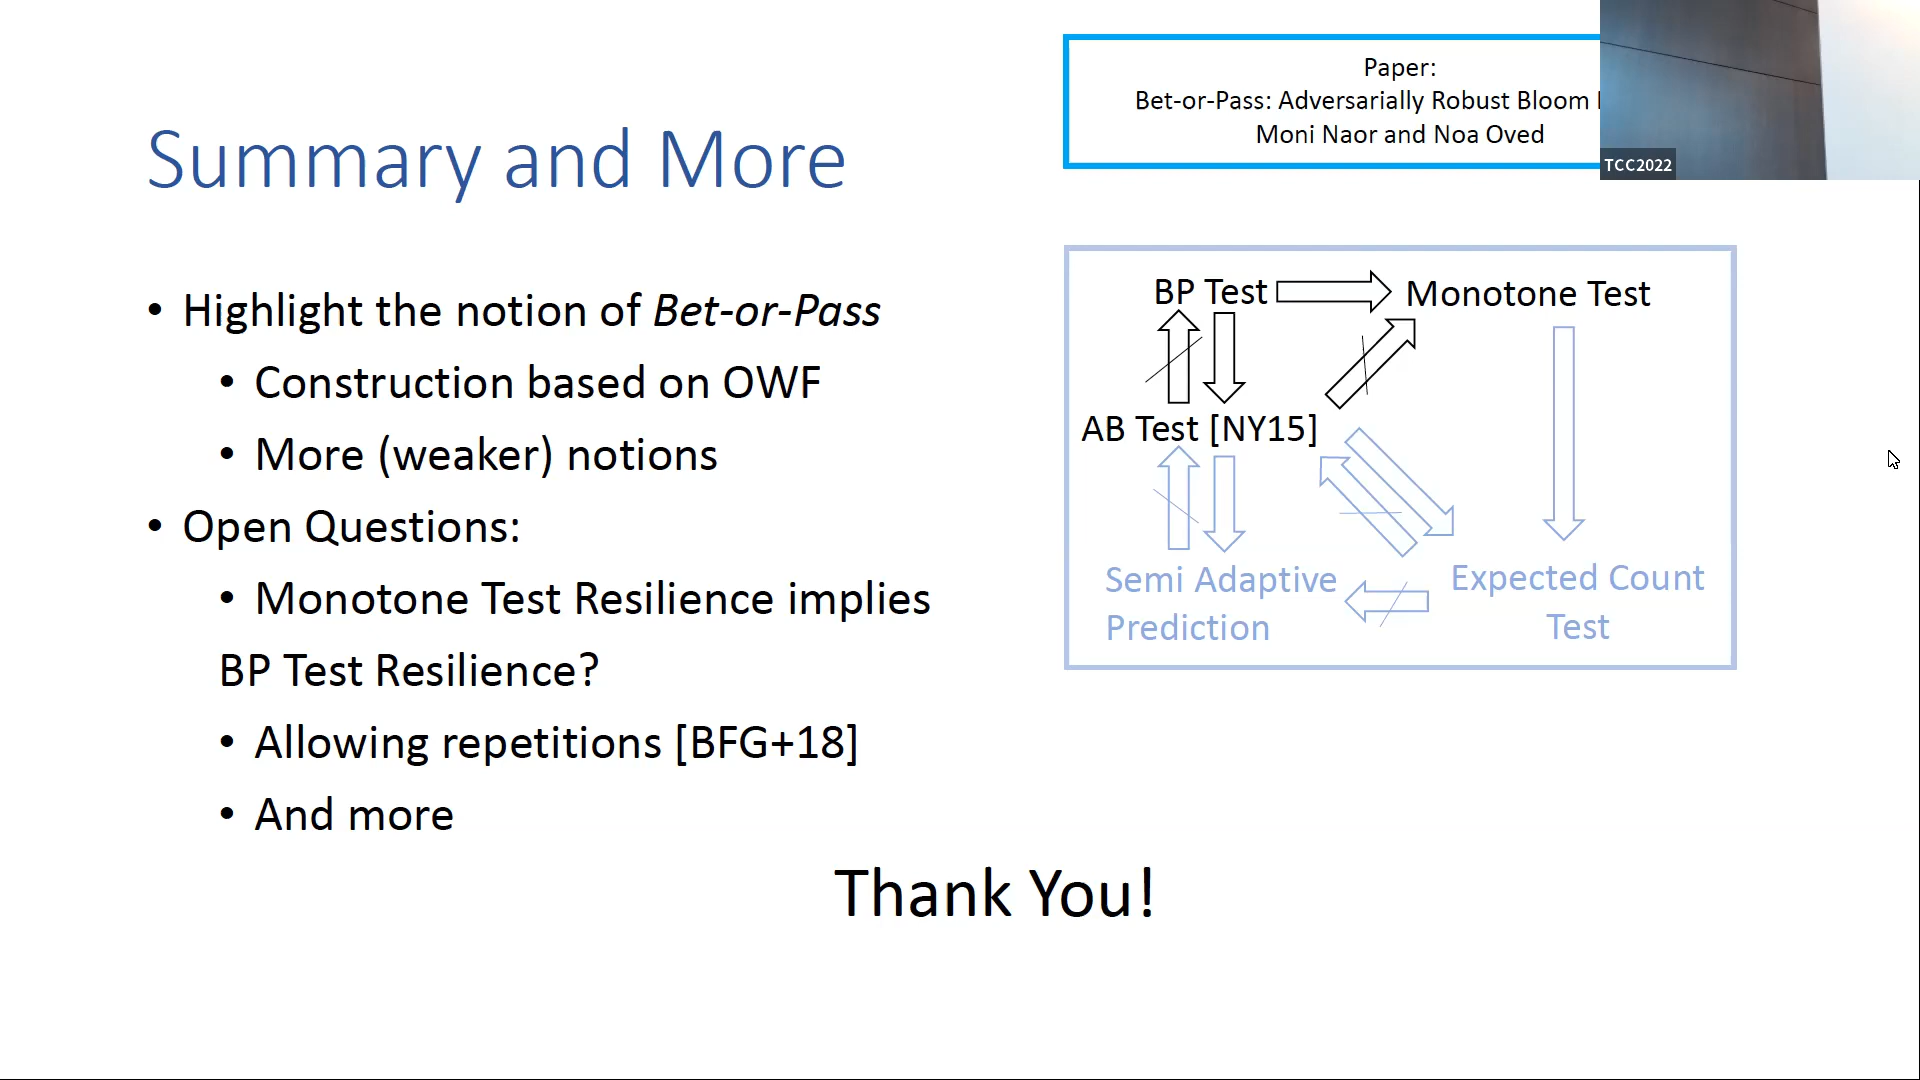 Paper:
Bet-or-Pass: Adversarially Robust Bloom
Moni Naor and Noa Oved
TCC2022
Summary and More
• Highlight the notion of Bet-or-Pass
• Construction based on OWF
• More (weaker) notions
• Open Questions:
• Monotone Test Resilience implies
BP Test Resilience?
• Allowing repetitions [BFG+18]
• And more
BP Test
Monotone Test
AB Test [NY15]
Semi Adaptive
Prediction
Expected Count
Test
Thank You!